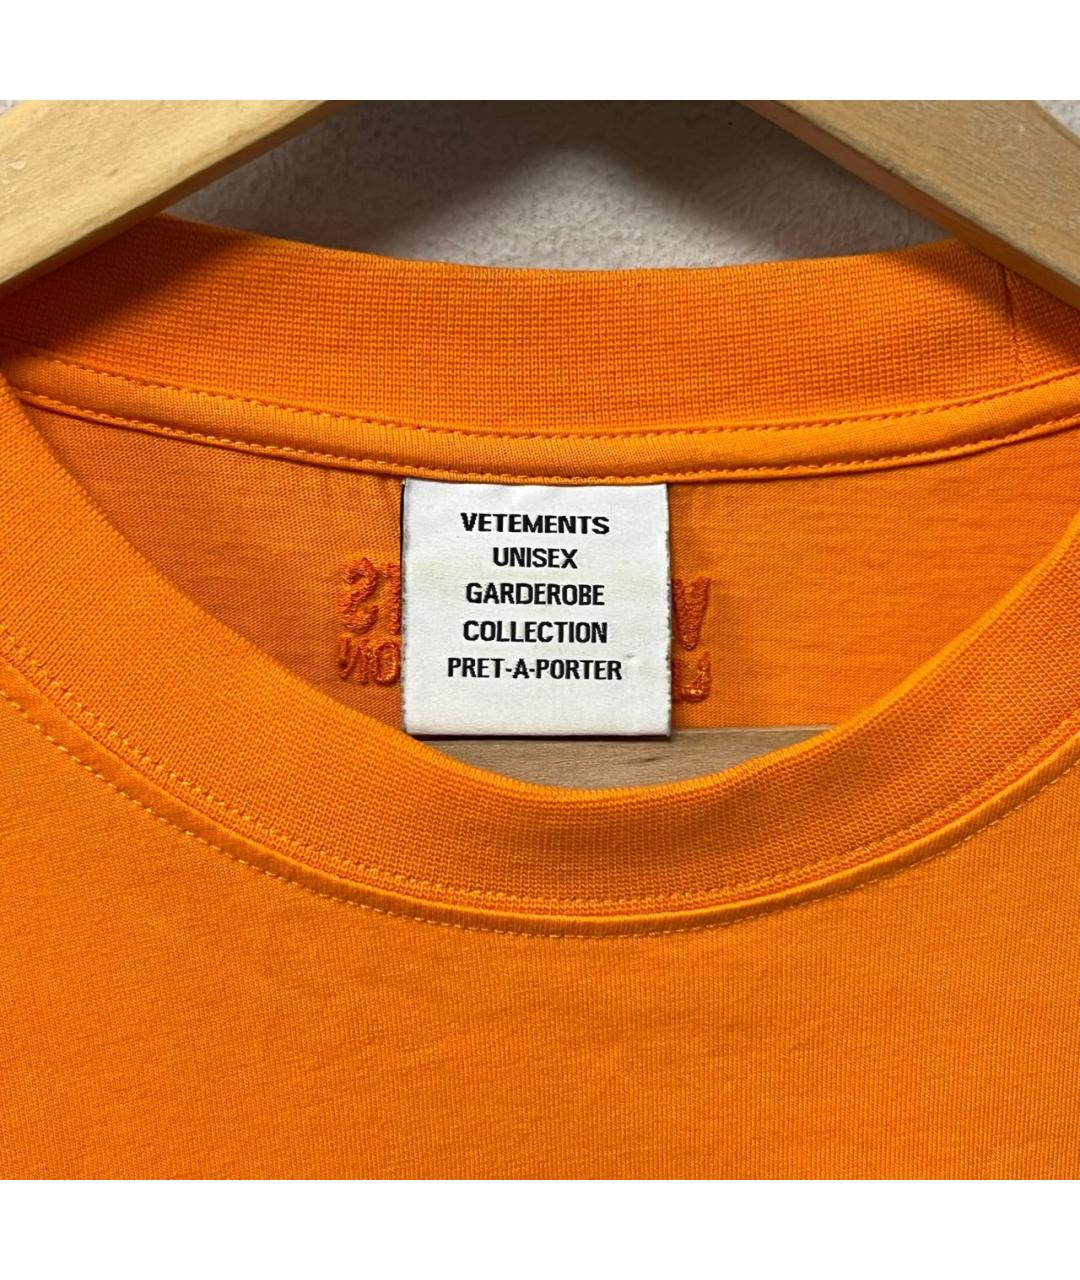 VETEMENTS
UNISEX
GARDEROBE
COLLECTION
PRET-A-PORTER